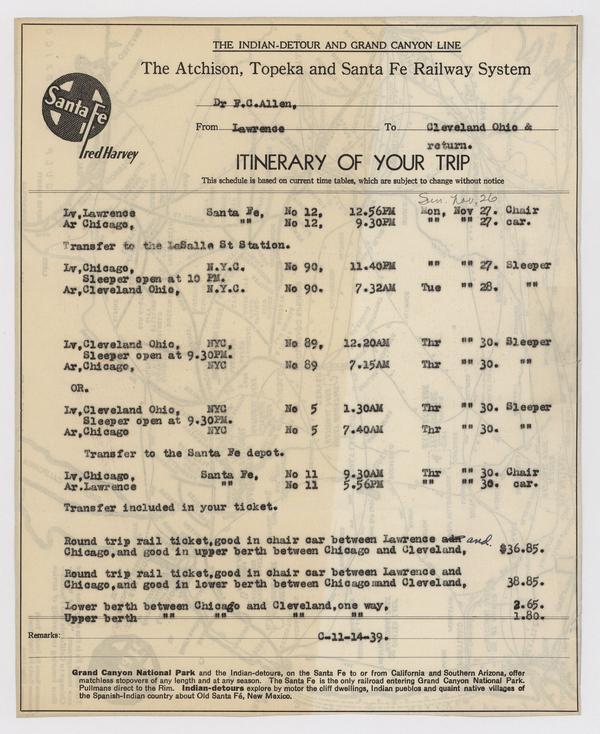 THE INDIAN-DETOUR AND GRAND CANYON LINE
The Atchison, Topeka and Santa Fe Railway System
Santa Fe
Fred Harvey
Dr F.C.Allen,
From Lawrence To Cleveland Ohio &
return.
ITINERARY OF YOUR TRIP
This schedule is based on current time tables, which are subject to change without notice
Sun. Nov. 26
Lv,Lawrence Santa Fe, No 12, 12.56PM Mon, Nov 27. Chair
Ar Chicago, "" No 12, 9.30PM "" "" 27. car.
Transfer to the LaSalle St Station.
Lv,Chicago, N.Y.C. No 90, 11.40PM "" 27. Sleeper
Sleeper open at 10 PM.
Ar,Cleveland Ohio, N.Y.C. No 90. 7.32AM Tue "" 28. ""
Lv,Cleveland Ohio, NYC, No 89, 12.20AM Thr "" 30. Sleeper
Sleeper open at 9.30PM.
Ar,Chicago, NYC No 89 7.15AM Thr "" 30. ""
OR.
Lv,Cleveland Ohio, NYC No 5 1.30AM Thr "" 30. Sleeper
Sleeper open at 9.30PM.
Ar,Chicago NYC No 5 7.40AM Thr "" 30. ""
Transfer to the Santa Fe depot.
Lv,Chicago, Santa Fe, No 11 9.30AM Thr "" 30. Chair
Ar.Lawrence "" No 11 5.56PM "" "" 30. car.
Transfer included in your ticket.
Round trip rail ticket,good in chair car between Lawrence and
Chicago,and good in upper berth between Chicago and Cleveland, $36.85.
Round trip rail ticket,good in chair car between Lawrence and
Chicago,and good in lower berth between Chicago and Cleveland, 38.85.
Lower berth between Chicago and Cleveland,one way, 2.65.
Upper berth "" "" "" "" 1.80.
Remarks: C-11-14-39.
Grand Canyon National Park and the Indian-detours, on the Santa Fe to or from California and Southern Arizona, offer
matchless stopovers of any length and at any season. The Santa Fe is the only railroad entering Grand Canyon National Park.
Pullmans direct to the Rim. Indian-detours explore by motor the cliff dwellings, Indian pueblos and quaint native villages of
the Spanish-Indian country about Old Santa Fé, New Mexico.